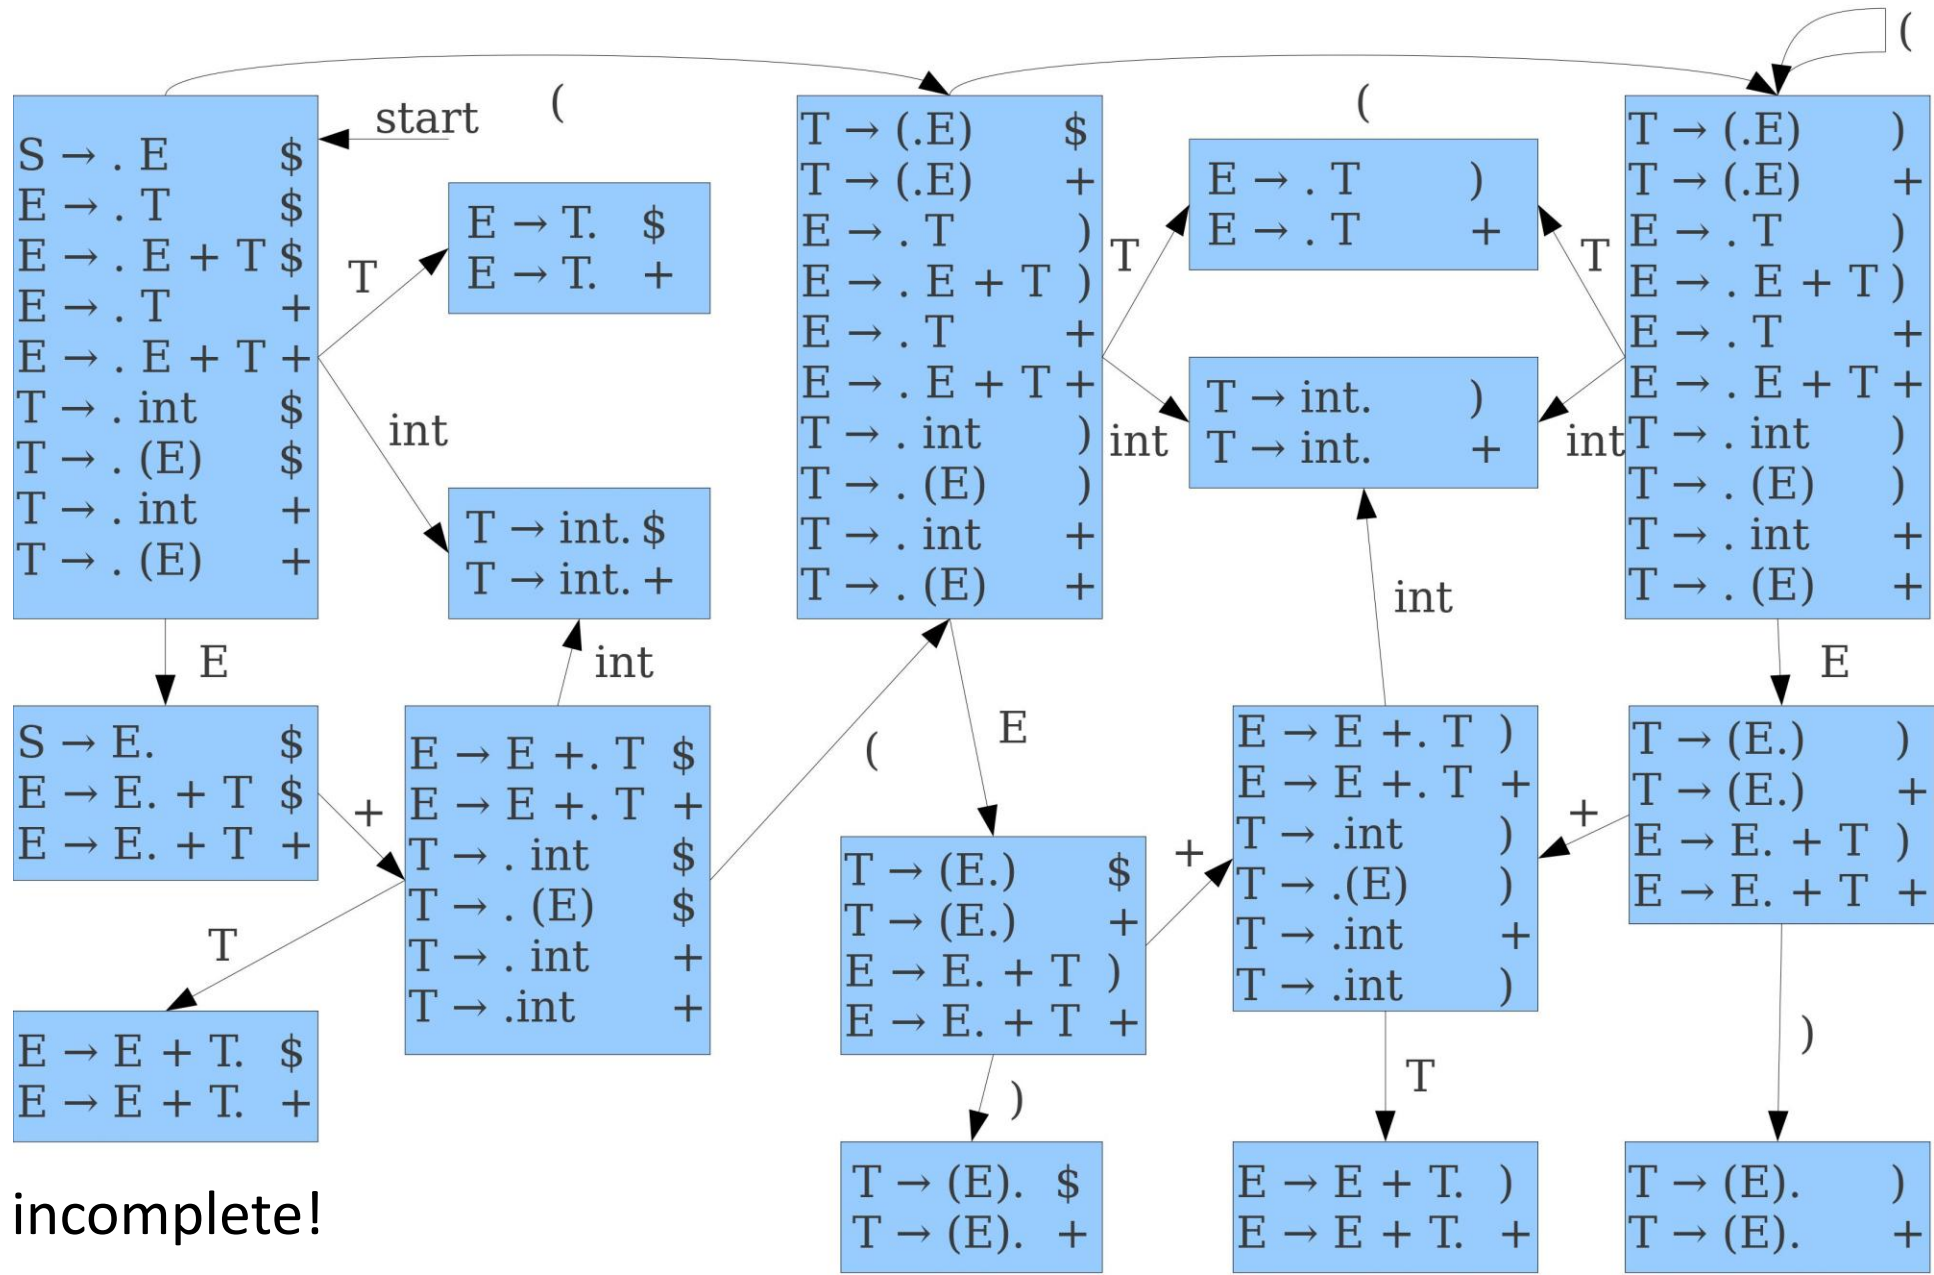 (
(
start
(
S → . E $
E → . T $
E → . E + T $
E → . T +
E → . E + T +
T → . int $
T → . (E) $
T → . int +
T → . (E) +
T
E → T. $
E → T. +
int
T → int. $
T → int. +
T → (.E) $
T → (.E) +
E → . T )
E → . E + T )
E → . T +
E → . E + T +
T → . int )
T → . (E) )
T → . int +
T → . (E) +
T
E → . T )
E → . T +
T
int
T → int. )
T → int. +
int
T → (.E) )
T → (.E) +
E → . T )
E → . E + T )
E → . T +
E → . E + T +
T → . int )
T → . (E) )
T → . int +
T → . (E) +
E
int
(
E
int
E
S → E. $
E → E. + T $
E → E. + T +
+
E → E +. T $
E → E +. T +
T → . int $
T → . (E) $
T → . int +
T → .int +
T
E → E + T. $
E → E + T. +
T → (E.) $
T → (E.) +
E → E. + T )
E → E. + T +
+
E → E +. T )
E → E +. T +
T → .int )
T → .(E) )
T → .int +
T → .int )
+
T → (E.) )
T → (E.) +
E → E. + T )
E → E. + T +
)
T
)
T → (E). $
T → (E). +
E → E + T. )
E → E + T. +
T → (E). )
T → (E). +
incomplete!